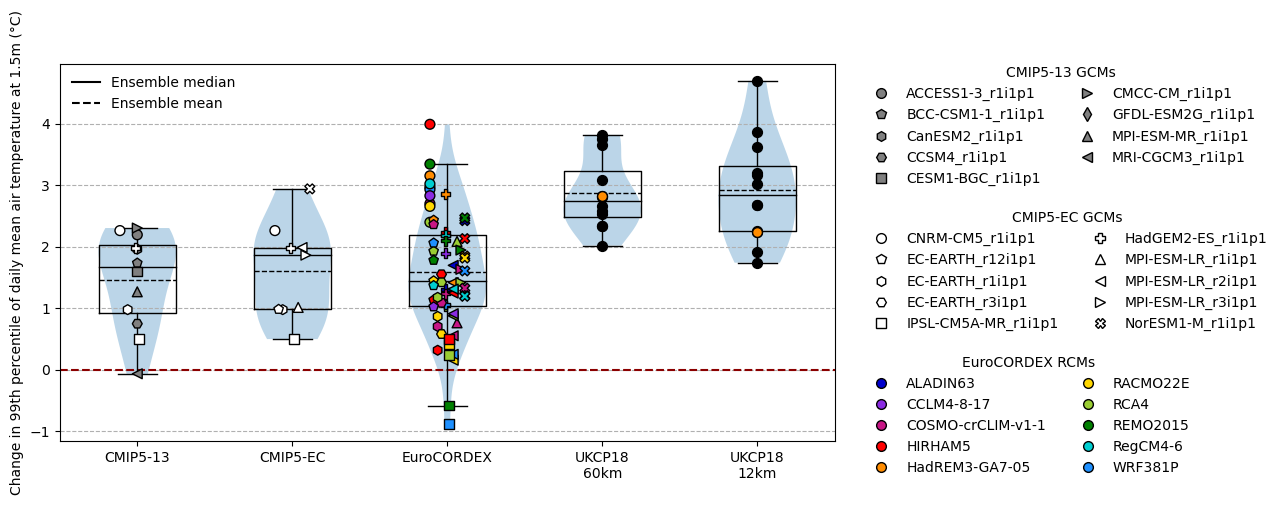 Change in 99th percentile of daily mean air temperature at 1.5m (°C)
Ensemble median
Ensemble mean
4
3
2
1
0
−1
CMIP5-13
CMIP5-EC
EuroCORDEX
UKCP18
60km
UKCP18
12km
CMIP5-13 GCMs
ACCESS1-3_r1i1p1
BCC-CSM1-1_r1i1p1
CanESM2_r1i1p1
CCSM4_r1i1p1
CESM1-BGC_r1i1p1
CMCC-CM_r1i1p1
GFDL-ESM2G_r1i1p1
MPI-ESM-MR_r1i1p1
MRI-CGCM3_r1i1p1
CMIP5-EC GCMs
CNRM-CM5_r1i1p1
EC-EARTH_r12i1p1
EC-EARTH_r1i1p1
EC-EARTH_r3i1p1
IPSL-CM5A-MR_r1i1p1
HadGEM2-ES_r1i1p1
MPI-ESM-LR_r1i1p1
MPI-ESM-LR_r2i1p1
MPI-ESM-LR_r3i1p1
NorESM1-M_r1i1p1
EuroCORDEX RCMs
ALADIN63
CCLM4-8-17
COSMO-crCLIM-v1-1
HIRHAM5
HadREM3-GA7-05
RACMO22E
RCA4
REMO2015
RegCM4-6
WRF381P